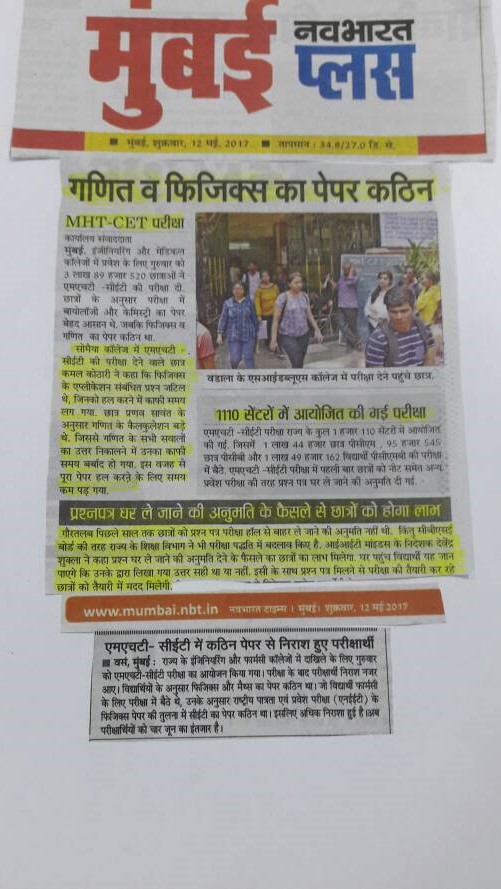 मुंबई
नवभारत
प्लस
■ मुंबई, शुक्रवार, 12 मई, 2017 ■ तापमान : 34.8/27.0 डि. से.
गणित व फिजिक्स का पेपर कठिन
MHT-CET परीक्षा
कार्यालय संवाददाता
मुंबई. इंजीनियरिंग और मेडिकल
कॉलेजों में प्रवेश के लिए गुरुवार को
3 लाख 89 हजार 520 छात्राओं ने
एमएचटी -सीईटी की परीक्षा दी.
छात्रों के अनुसार परीक्षा में
बायोलॉजी और केमिस्ट्री का पेपर
बेहद आसान थे. जबकि फिजिक्स व
गणित का पेपर कठिन था.
सोमैया कॉलेज में एमएचटी -
सीईटी की परीक्षा देने वाले छात्र
कमल कोठारी ने कहा कि फिजिक्स
के एप्लीकेशन संबंधित प्रश्न जटिल
थे, जिनको हल करने में काफी समय
लग गया. छात्र प्रणव सावंत के
अनुसार गणित के कैलकुलेशन बड़े
थे. जिससे गणित के सभी सवालों
का उत्तर निकालने में उनका काफी
समय बर्बाद हो गया. इस वजह से
पूरा पेपर हल करने के लिए समय
कम पड़ गया.
वडाला के एसआईडब्लूएस कॉलेज में परीक्षा देने पहुंचे छात्र.
1110 सेंटरों में आयोजित की गई परीक्षा
एमएचटी -सीईटी परीक्षा राज्य के कुल 1 हजार 110 सेंटरों में आयोजित
की गई. जिसमें 1 लाख 44 हजार छात्र पीसीएम , 95 हजार 545
छात्र पीसीबी और 1 लाख 49 हजार 162 विद्यार्थी पीसीएमबी की परीक्षा
में बैठे. एमएचटी -सीईटी परीक्षा में पहली बार छात्रों को नीट समेत अन्य
प्रवेश परीक्षा की तरह प्रश्न पत्र घर ले जाने की अनुमति दी गई.
प्रश्नपत्र घर ले जाने की अनुमति के फैसले से छात्रों को होगा लाभ
गौरतलब पिछले साल तक छात्रों को प्रश्न पत्र परीक्षा हॉल से बाहर ले जाने की अनुमति नहीं थी. किंतु सीबीएसई
बोर्ड की तरह राज्य के शिक्षा विभाग ने भी परीक्षा पद्धति में बदलाव किए है. आईआईटी माइंडस के निदेशक देलेंद्र
शुक्ला ने कहा प्रश्न घर ले जाने की अनुमति देने के फैसले का छात्रों का लाभ मिलेगा. घर पहुंच विद्यार्थी यह जान
पाएंगे कि उनके द्वारा लिखा गया उत्तर सही था या नहीं. इसी के साथ प्रश्न पत्र मिलने से परीक्षा की तैयारी कर रहे
छात्रों को तैयारी में मदद मिलेगी.
www.mumbai.nbt.in नवभारत टाइम्स । मुंबई। शुक्रवार, 12 मई 2017
एमएचटी- सीईटी में कठिन पेपर से निराश हुए परीक्षार्थी
■ वसं, मुंबई : राज्य के इंजिनियरिंग और फार्मसी कॉलेजों में दाखिले के लिए गुरुवार
को एमएचटी-सीईटी परीक्षा का आयोजन किया गया। परीक्षा के बाद परीक्षार्थी निराश नजर
आए। विद्यार्थियों के अनुसार फिजिक्स और मैथ्स का पेपर कठिन था। जो विद्यार्थी फार्मसी
के लिए परीक्षा में बैठे थे, उनके अनुसार राष्ट्रीय पात्रता एवं प्रवेश परीक्षा (एनईईटी) के
फिजिक्स पेपर की तुलना में सीईटी का पेपर कठिन था। इसलिए अधिक निराशा हुई है।अब
परीक्षार्थियों को चार जून का इंतजार है।